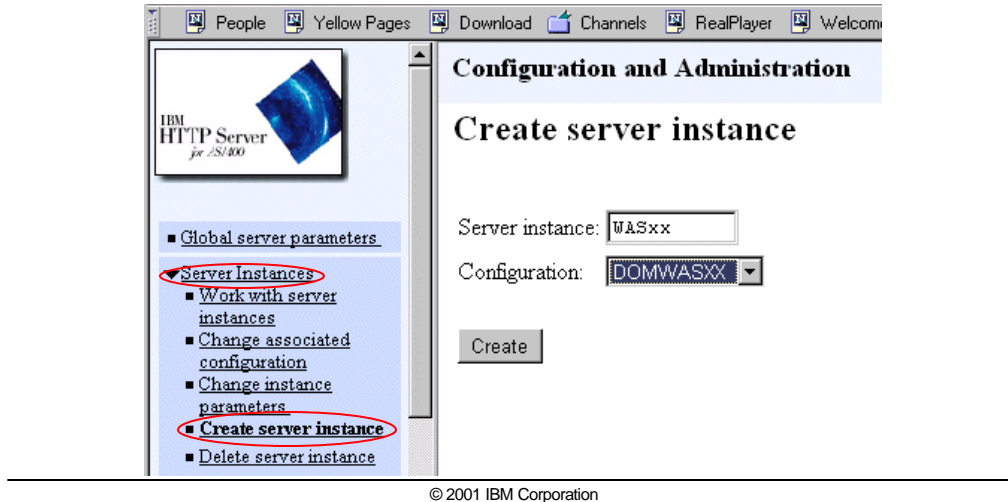 People Yellow Pages Download Channels RealPlayer Welcome
IBM
HTTP Server
for AS/400
Global server parameters
Server Instances
Work with server
instances
Change associated
configuration
Change instance
parameters
Create server instance
Delete server instance
Configuration and Administration
Create server instance
Server instance: WASxx
Configuration: DOMWASXX
Create
© 2001 IBM Corporation